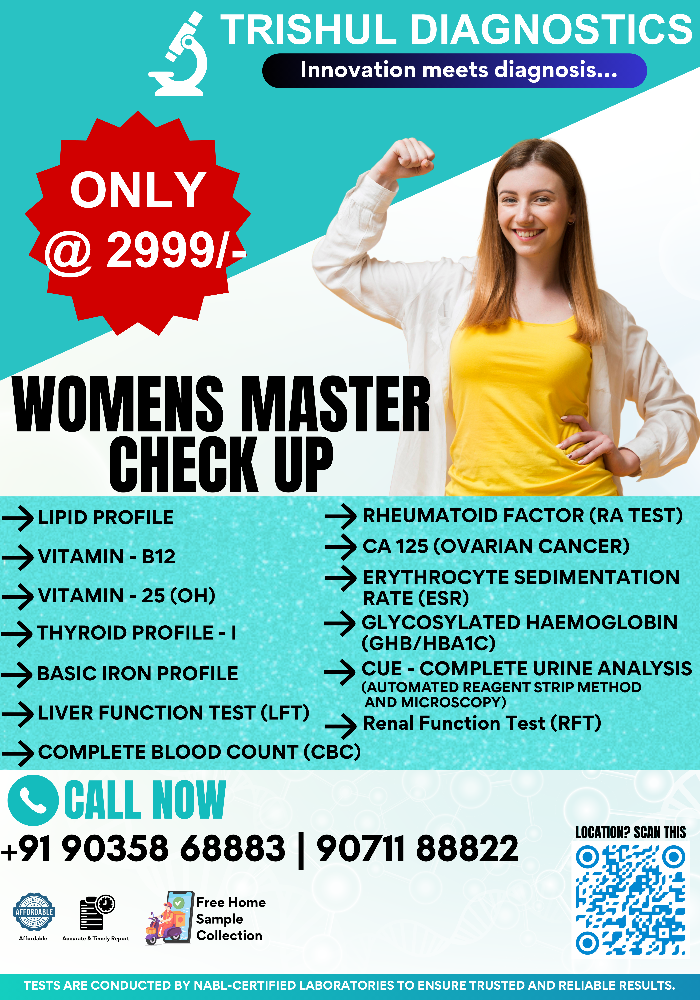 TRISHUL DIAGNOSTICS
Innovation meets diagnosis...
ONLY
@ 2999/-
WOMENS MASTER
CHECK UP
LIPID PROFILE
VITAMIN - B12
VITAMIN - 25 (OH)
THYROID PROFILE - I
BASIC IRON PROFILE
LIVER FUNCTION TEST (LFT)
COMPLETE BLOOD COUNT (CBC)
RHEUMATOID FACTOR (RA TEST)
CA 125 (OVARIAN CANCER)
ERYTHROCYTE SEDIMENTATION
RATE (ESR)
GLYCOSYLATED HAEMOGLOBIN
(GHB/HBA1C)
CUE - COMPLETE URINE ANALYSIS
(AUTOMATED REAGENT STRIP METHOD
AND MICROSCOPY)
Renal Function Test (RFT)
CALL NOW
+91 90358 68883 | 90711 88822
LOCATION? SCAN THIS
AFFORDABLE
Affordable
Accurate & Timely Report
Free Home
Sample
Collection
TESTS ARE CONDUCTED BY NABL-CERTIFIED LABORATORIES TO ENSURE TRUSTED AND RELIABLE RESULTS.